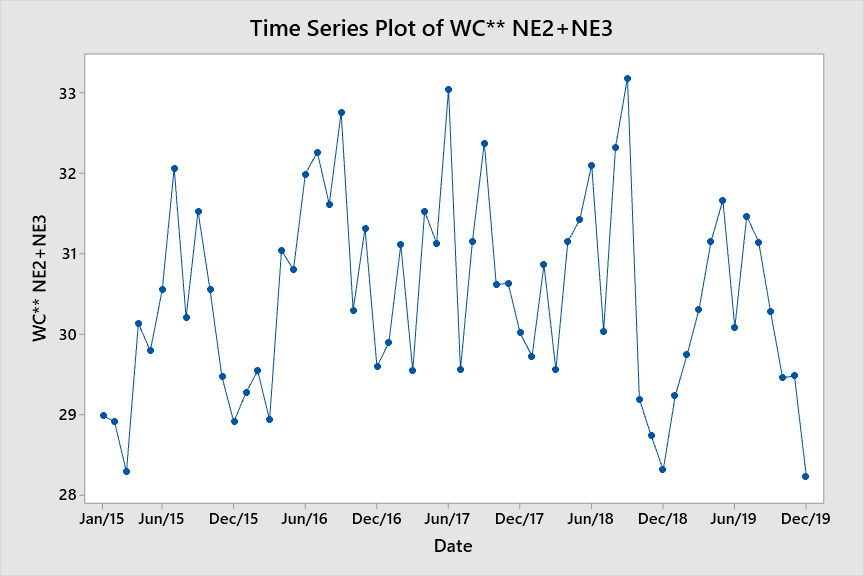 Time Series Plot of WC** NE2+NE3
33
32
31
30
29
28
WC** NE2+NE3
Jan/15 Jun/15 Dec/15 Jun/16 Dec/16 Jun/17 Dec/17 Jun/18 Dec/18 Jun/19 Dec/19
Date